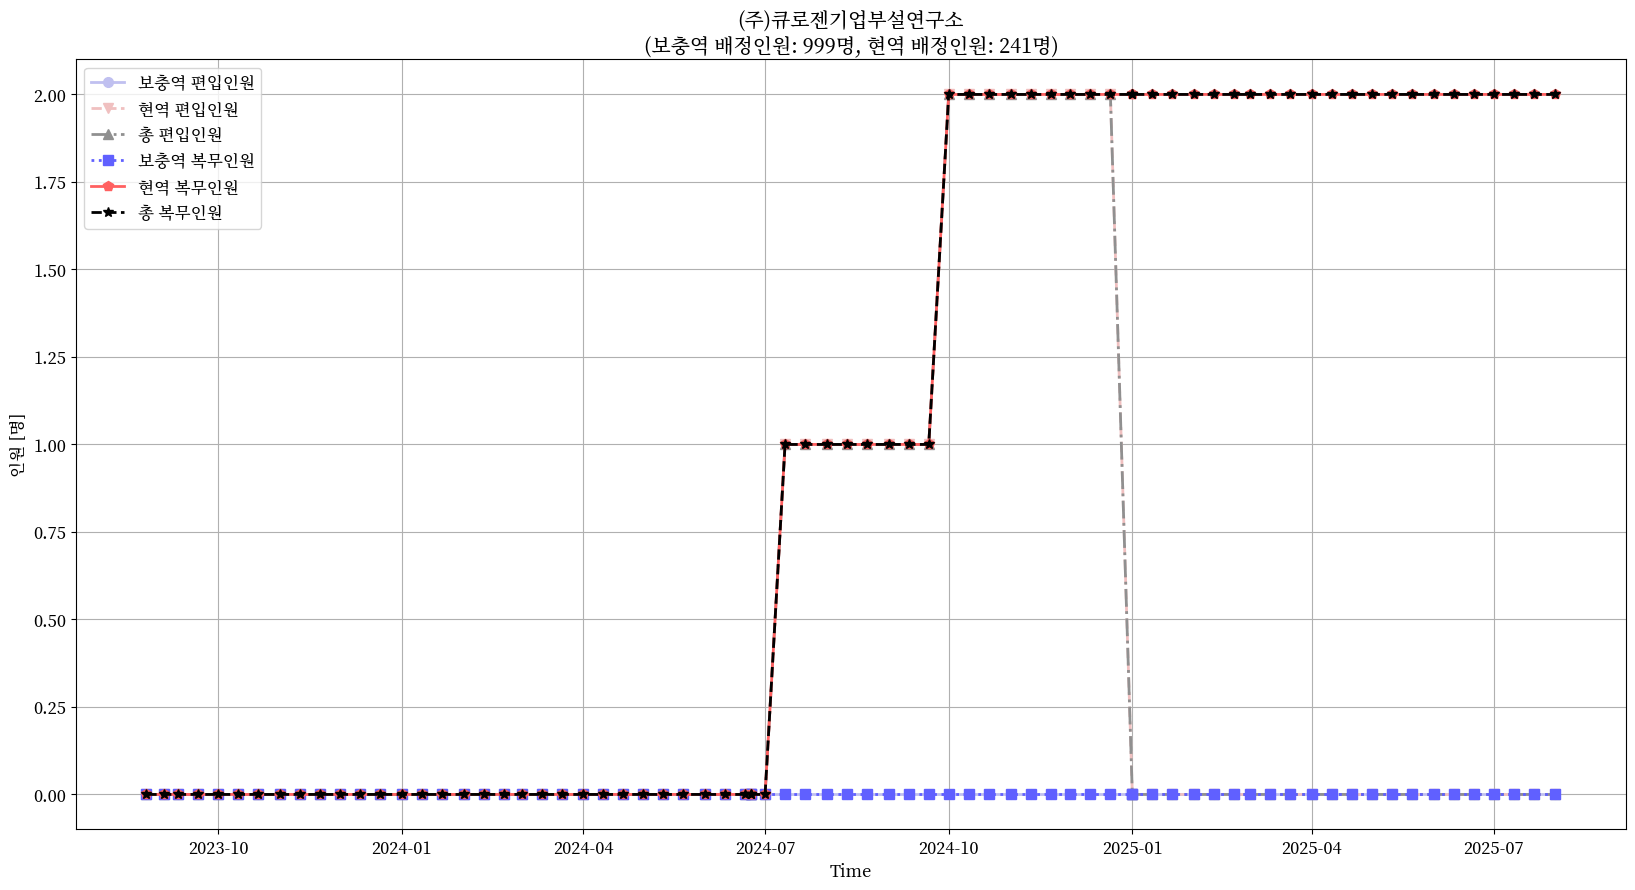 (주)큐로젠기업부설연구소
(보충역 배정인원: 999명, 현역 배정인원: 241명)
보충역 편입인원
현역 편입인원
총 편입인원
보충역 복무인원
현역 복무인원
총 복무인원
2.00
1.75
1.50
1.25
1.00
0.75
0.50
0.25
0.00
인원 [명]
2023-10
2024-01
2024-04
2024-07
2024-10
2025-01
2025-04
2025-07
Time